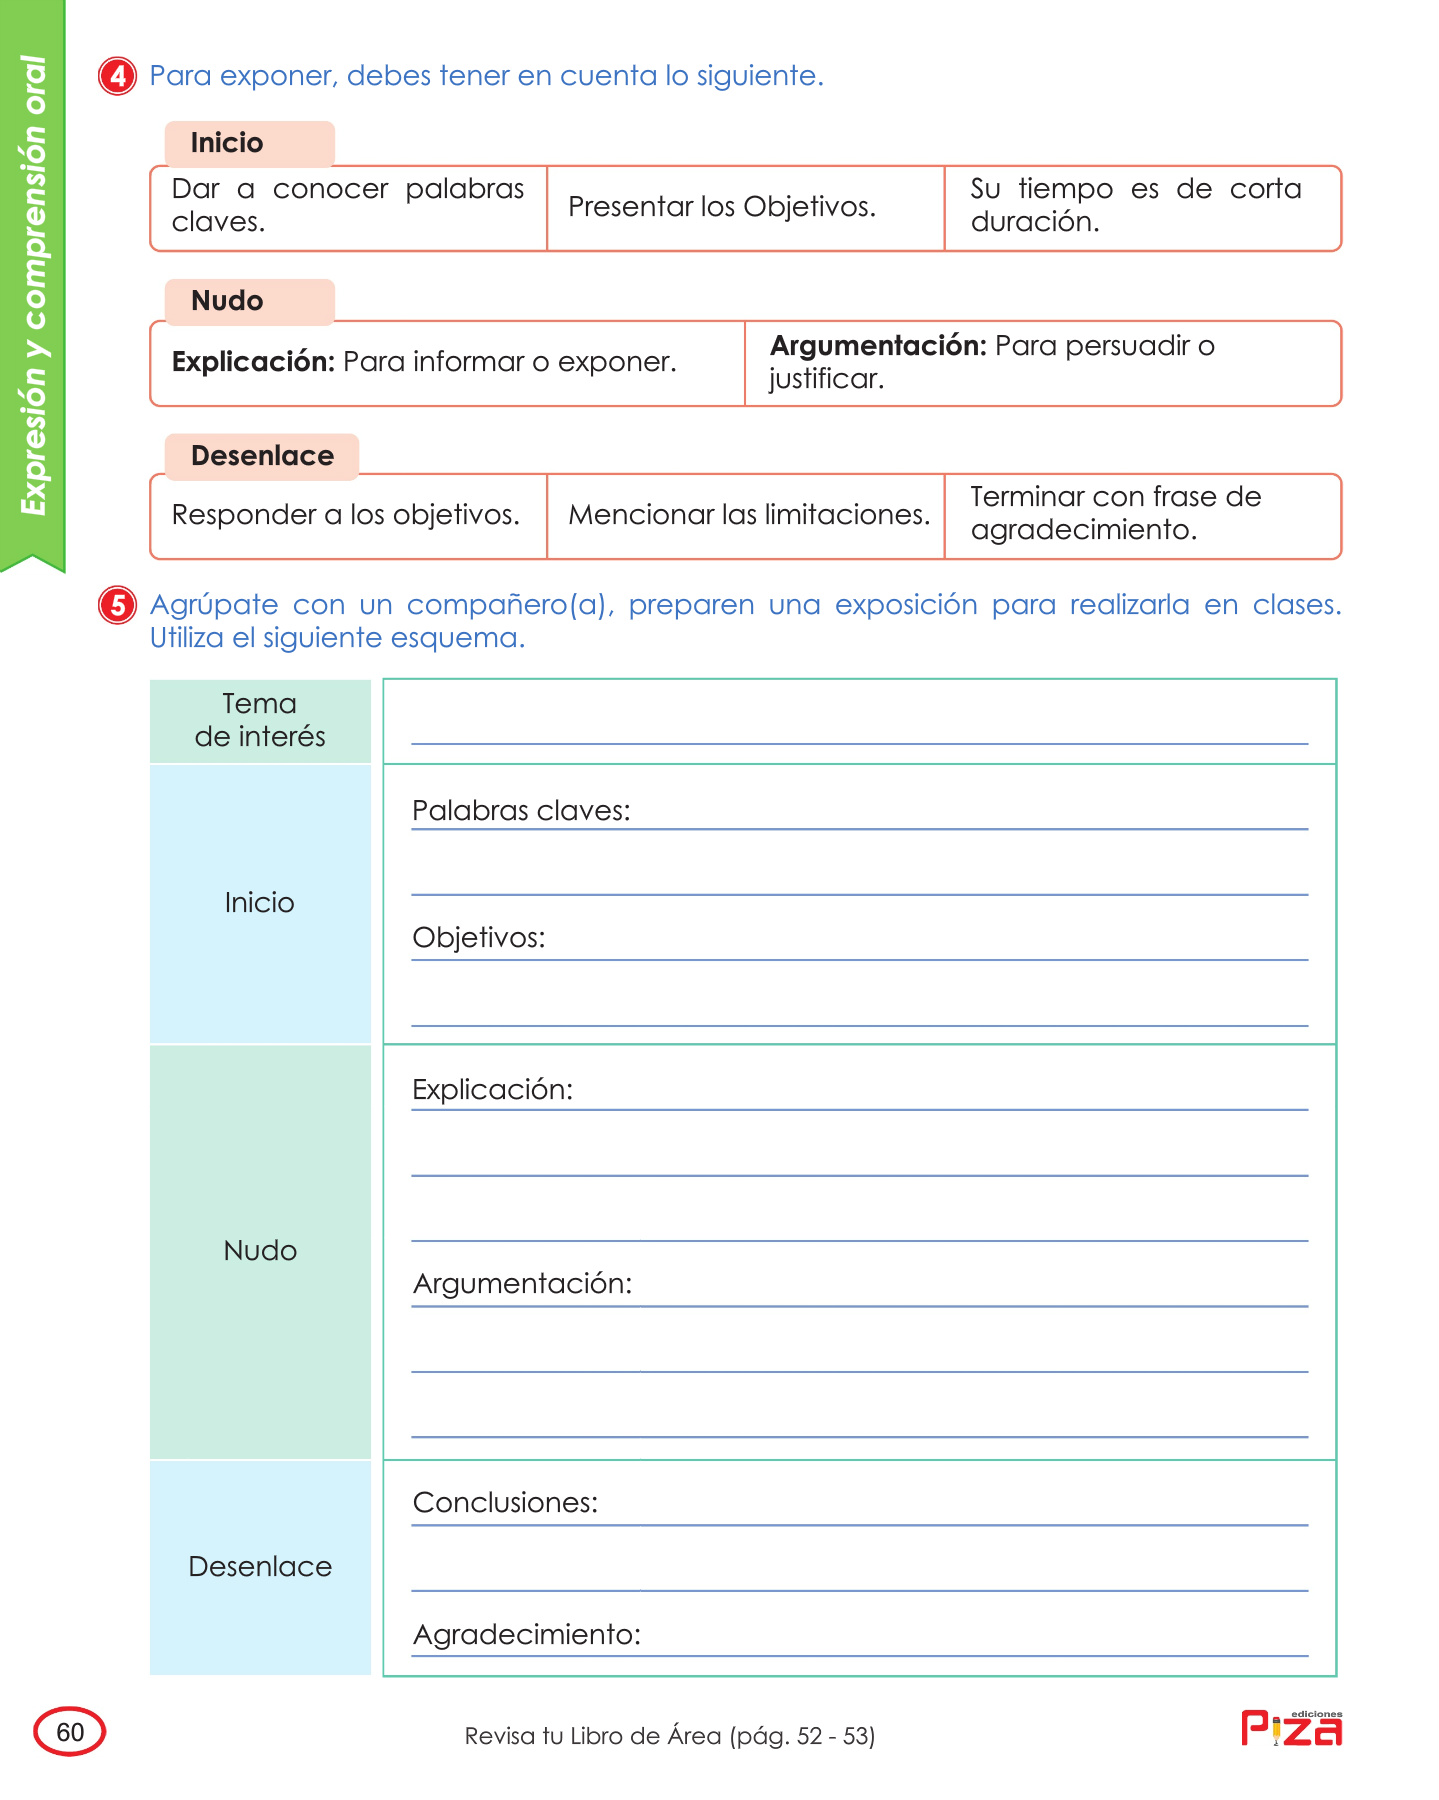 Expresión y comprensión oral
4 Para exponer, debes tener en cuenta lo siguiente.
Inicio
Dar a conocer palabras
claves.
Presentar los Objetivos.
Su tiempo es de corta
duración.
Nudo
Explicación: Para informar o exponer.
Argumentación: Para persuadir o
justificar.
Desenlace
Responder a los objetivos.
Mencionar las limitaciones.
Terminar con frase de
agradecimiento.
5 Agrúpate con un compañero(a), preparen una exposición para realizarla en clases.
Utiliza el siguiente esquema.
Tema
de interés
Inicio
Palabras claves:
Objetivos:
Nudo
Explicación:
Argumentación:
Desenlace
Conclusiones:
Agradecimiento:
60
Revisa tu Libro de Área (pág. 52 - 53)
ediciones
Piza